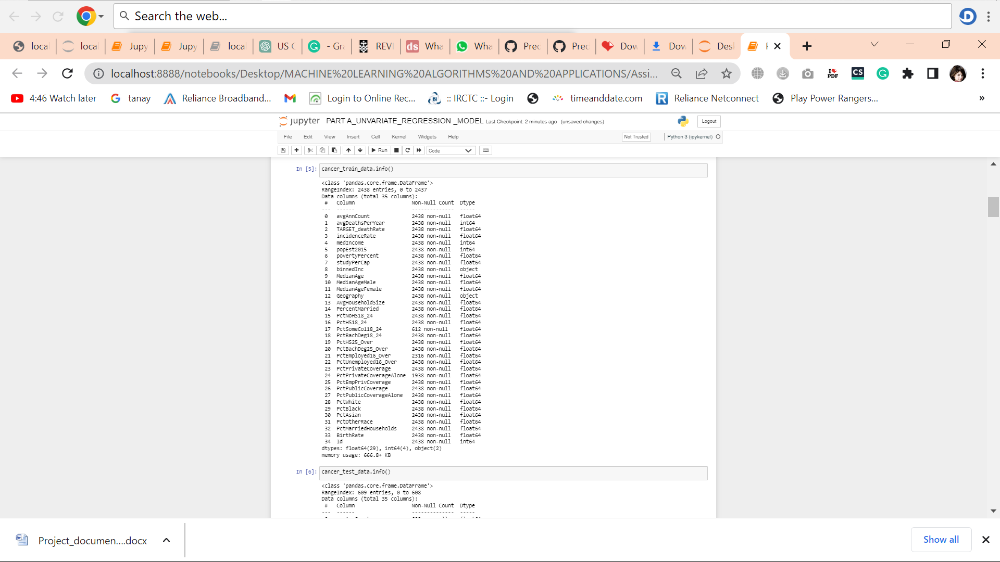 Search the web...
local
local
Jupy
Jupy
local
US C
- Gra
REVI
Wha
Wha
Prec
Prec
Dow
Dow
Desk
localhost:8888/notebooks/Desktop/MACHINE%20LEARNING%20ALGORITHMS%20AND%20APPLICATIONS/Assi...
4:46 Watch later
tanay
Reliance Broadband...
Login to Online Rec...
:: IRCTC ::- Login
timeanddate.com
Reliance Netconnect
Play Power Rangers...
»
jupyter PART A_UNVARIATE_REGRESSION _MODEL Last Checkpoint: 2 minutes ago (unsaved changes)
Logout
File Edit View Insert Cell Kernel Widgets Help
Not Trusted
Python 3 (ipykernel)
Run
Code
In [5]: cancer_train_data.info()
<class 'pandas.core.frame.DataFrame'>
RangeIndex: 2438 entries, 0 to 2437
Data columns (total 35 columns):
# Column Non-Null Count Dtype
--- ------ -------------- -----
0 avgAnnCount 2438 non-null float64
1 avgDeathsPerYear 2438 non-null int64
2 TARGET_deathRate 2438 non-null float64
3 incidenceRate 2438 non-null float64
4 medIncome 2438 non-null int64
5 popEst2015 2438 non-null int64
6 povertyPercent 2438 non-null float64
7 studyPerCap 2438 non-null float64
8 binnedInc 2438 non-null object
9 MedianAge 2438 non-null float64
10 MedianAgeMale 2438 non-null float64
11 MedianAgeFemale 2438 non-null float64
12 Geography 2438 non-null object
13 AvgHouseholdSize 2438 non-null float64
14 PercentMarried 2438 non-null float64
15 PctNoHS18_24 2438 non-null float64
16 PctHS18_24 2438 non-null float64
17 PctSomeCol18_24 612 non-null float64
18 PctBachDeg18_24 2438 non-null float64
19 PctHS25_Over 2438 non-null float64
20 PctBachDeg25_Over 2438 non-null float64
21 PctEmployed16_Over 2316 non-null float64
22 PctUnemployed16_Over 2438 non-null float64
23 PctPrivateCoverage 2438 non-null float64
24 PctPrivateCoverageAlone 1938 non-null float64
25 PctEmpPrivCoverage 2438 non-null float64
26 PctPublicCoverage 2438 non-null float64
27 PctPublicCoverageAlone 2438 non-null float64
28 PctWhite 2438 non-null float64
29 PctBlack 2438 non-null float64
30 PctAsian 2438 non-null float64
31 PctOtherRace 2438 non-null float64
32 PctMarriedHouseholds 2438 non-null float64
33 BirthRate 2438 non-null float64
34 Id 2438 non-null int64
dtypes: float64(29), int64(4), object(2)
memory usage: 666.8+ KB
In [6]: cancer_test_data.info()
<class 'pandas.core.frame.DataFrame'>
RangeIndex: 609 entries, 0 to 608
Data columns (total 35 columns):
# Column Non-Null Count Dtype
--- ------ -------------- -----
Project_documen....docx
Show all